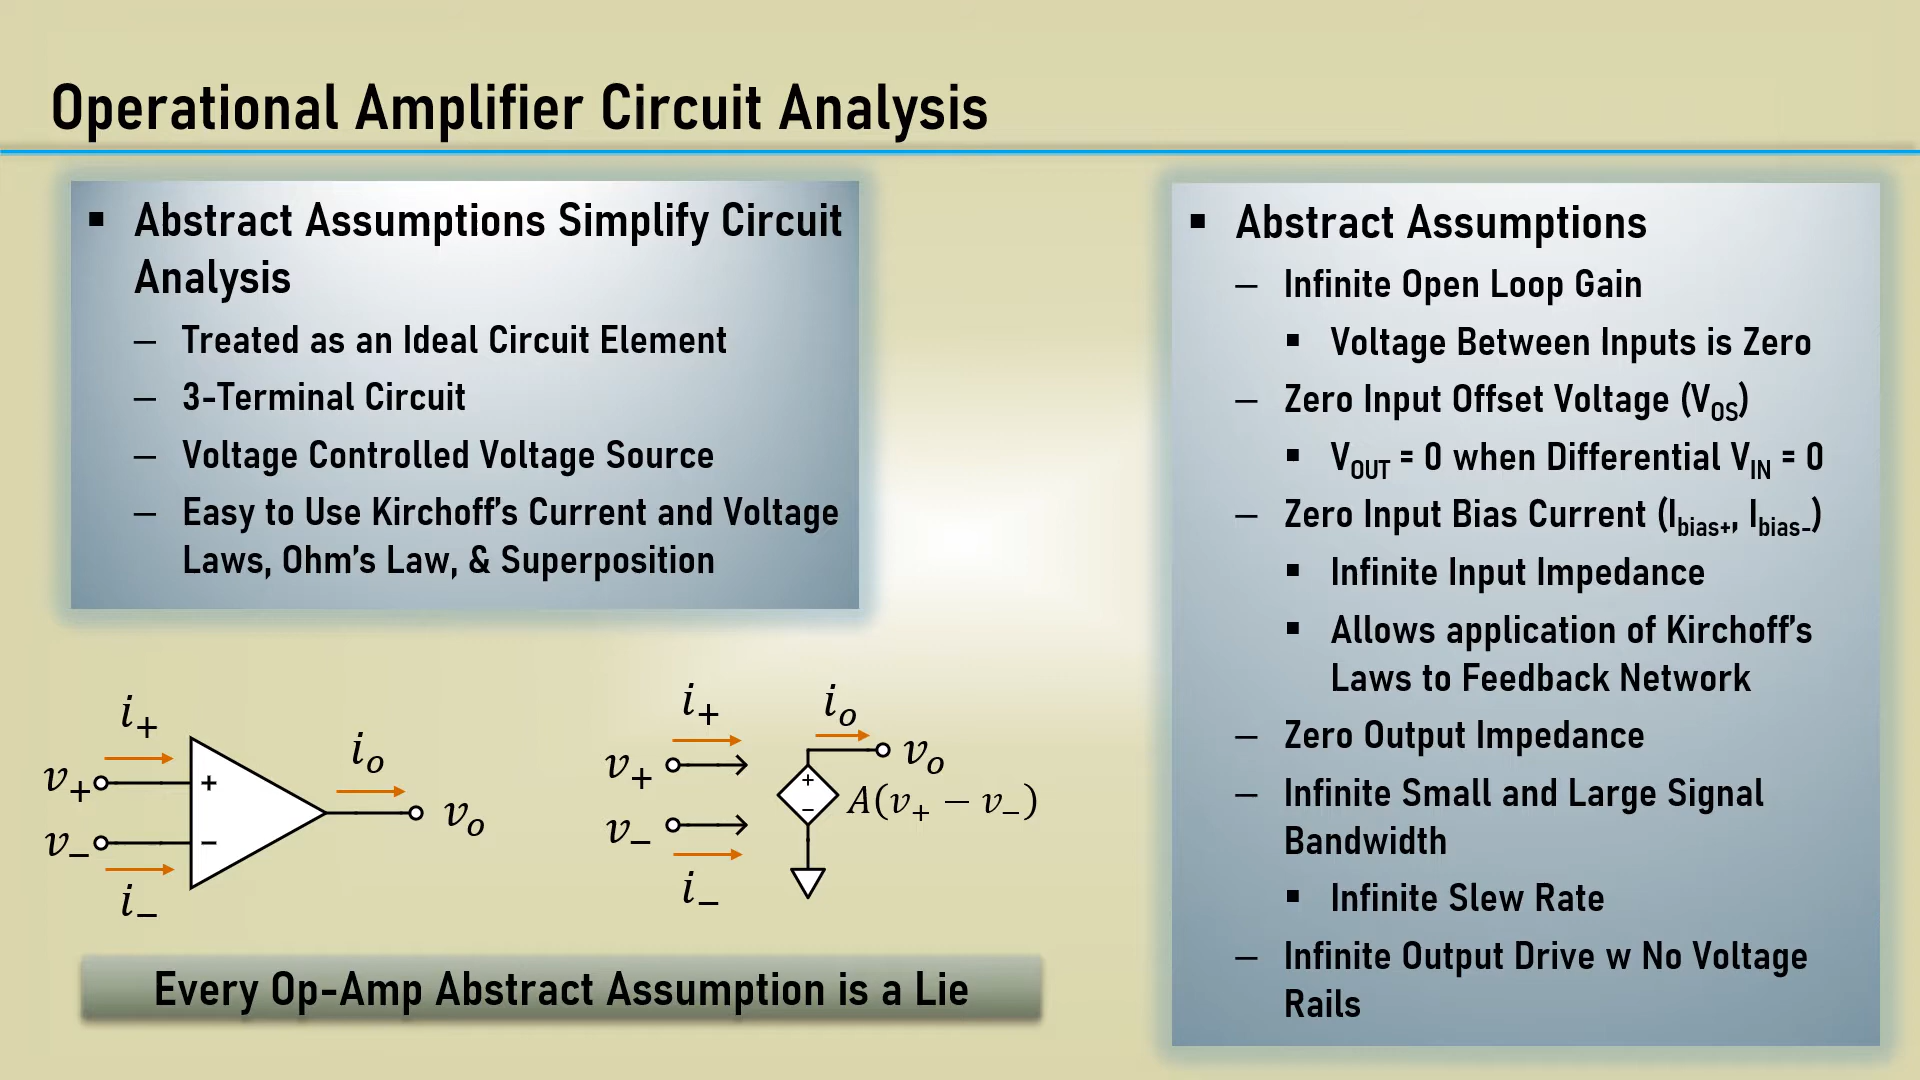 Operational Amplifier Circuit Analysis
▪ Abstract Assumptions Simplify Circuit
Analysis
– Treated as an Ideal Circuit Element
– 3-Terminal Circuit
– Voltage Controlled Voltage Source
– Easy to Use Kirchoff's Current and Voltage
Laws, Ohm's Law, & Superposition
i₊
v₊
+
v₋
−
i₋
iₒ
vₒ
i₊
v₊
v₋
i₋
iₒ
vₒ
+
−
A(v₊ − v₋)
Every Op-Amp Abstract Assumption is a Lie
▪ Abstract Assumptions
– Infinite Open Loop Gain
▪ Voltage Between Inputs is Zero
– Zero Input Offset Voltage (V_OS)
▪ V_OUT = 0 when Differential V_IN = 0
– Zero Input Bias Current (I_bias+, I_bias-)
▪ Infinite Input Impedance
▪ Allows application of Kirchoff's
Laws to Feedback Network
– Zero Output Impedance
– Infinite Small and Large Signal
Bandwidth
▪ Infinite Slew Rate
– Infinite Output Drive w No Voltage
Rails